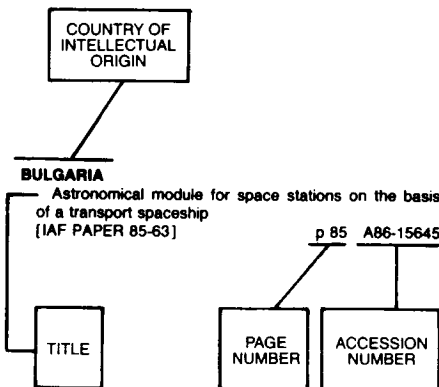 COUNTRY OF
INTELLECTUAL
ORIGIN
BULGARIA
Astronomical module for space stations on the basis
of a transport spaceship
[IAF PAPER 85-63]
p 85 A86-15645
TITLE
PAGE
NUMBER
ACCESSION
NUMBER